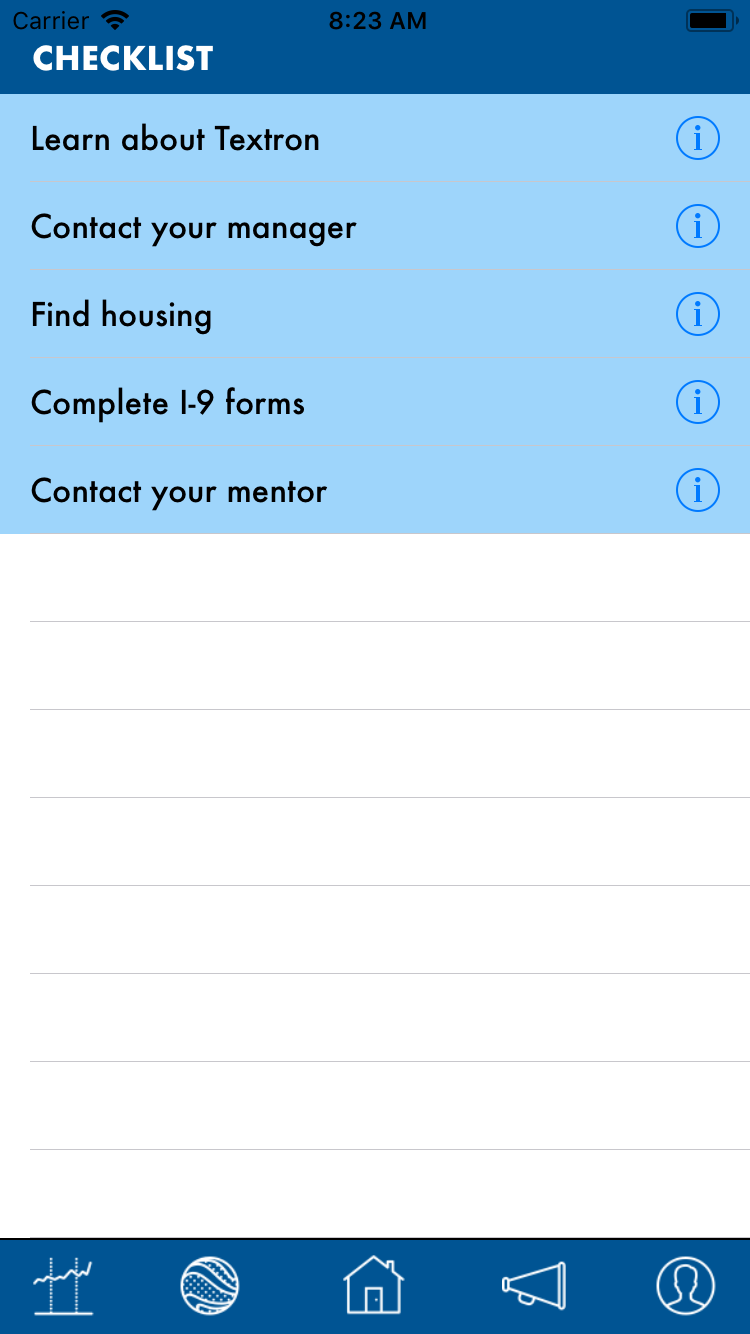 Carrier 8:23 AM
CHECKLIST
Learn about Textron
Contact your manager
Find housing
Complete I-9 forms
Contact your mentor